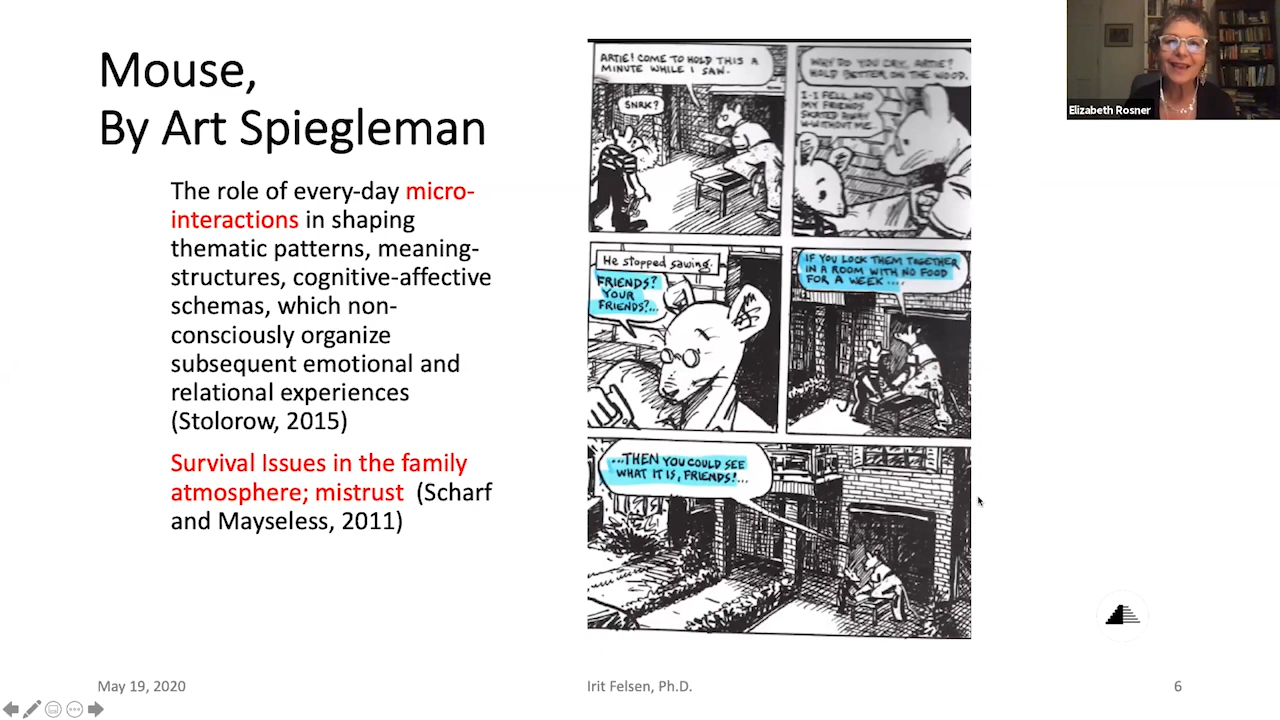 Mouse,
By Art Spiegleman
The role of every-day micro-
interactions in shaping
thematic patterns, meaning-
structures, cognitive-affective
schemas, which non-
consciously organize
subsequent emotional and
relational experiences
(Stolorow, 2015)
Survival Issues in the family
atmosphere; mistrust (Scharf
and Mayseless, 2011)
ARTIE! COME TO HOLD THIS A
MINUTE WHILE I SAW.
SNRK?
WHY DO YOU CRY, ARTIE?
HOLD BETTER ON THE WOOD.
I-I FELL, AND
MY FRIENDS
SKATED AWAY
W-WITHOUT ME.
He stopped sawing.
FRIENDS?
YOUR
FRIENDS?...
IF YOU LOCK THEM TOGETHER
IN A ROOM WITH NO FOOD
FOR A WEEK....
...THEN YOU COULD SEE
WHAT IT IS, FRIENDS!...
Elizabeth Rosner
May 19, 2020
Irit Felsen, Ph.D.
6